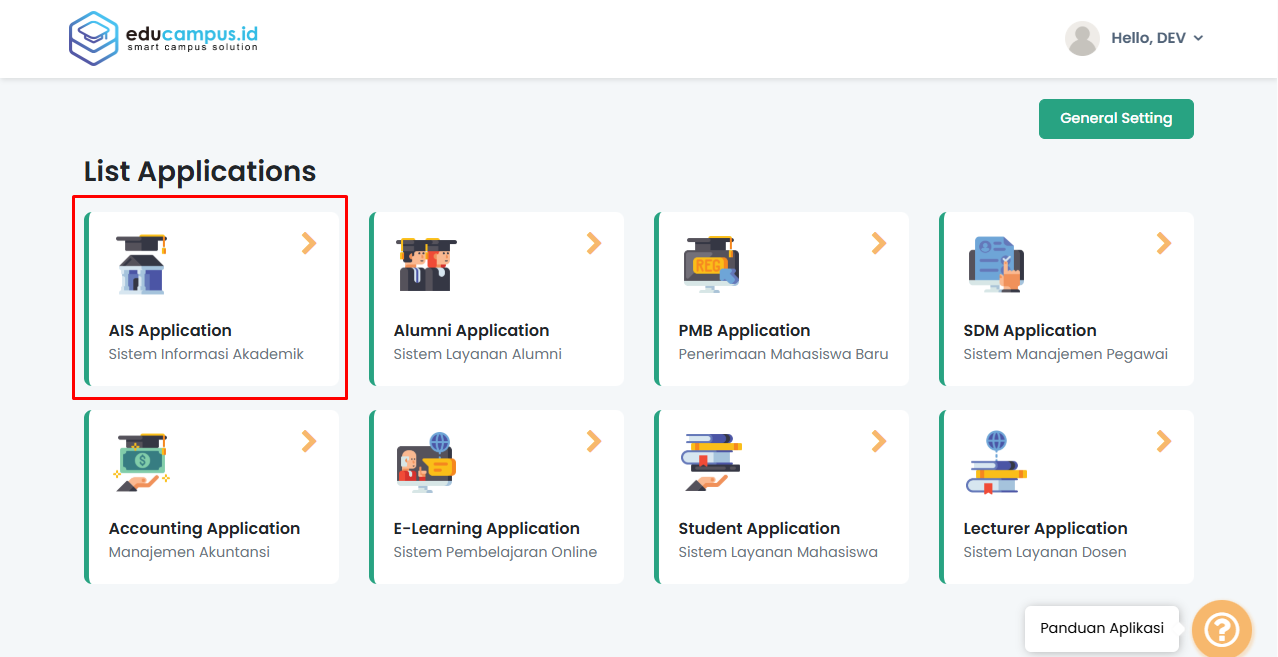 educampus.id
smart campus solution
Hello, DEV
General Setting
List Applications
AIS Application
Sistem Informasi Akademik
Alumni Application
Sistem Layanan Alumni
REG
PMB Application
Penerimaan Mahasiswa Baru
SDM Application
Sistem Manajemen Pegawai
$
Accounting Application
Manajemen Akuntansi
E-Learning Application
Sistem Pembelajaran Online
Student Application
Sistem Layanan Mahasiswa
Lecturer Application
Sistem Layanan Dosen
Panduan Aplikasi
?